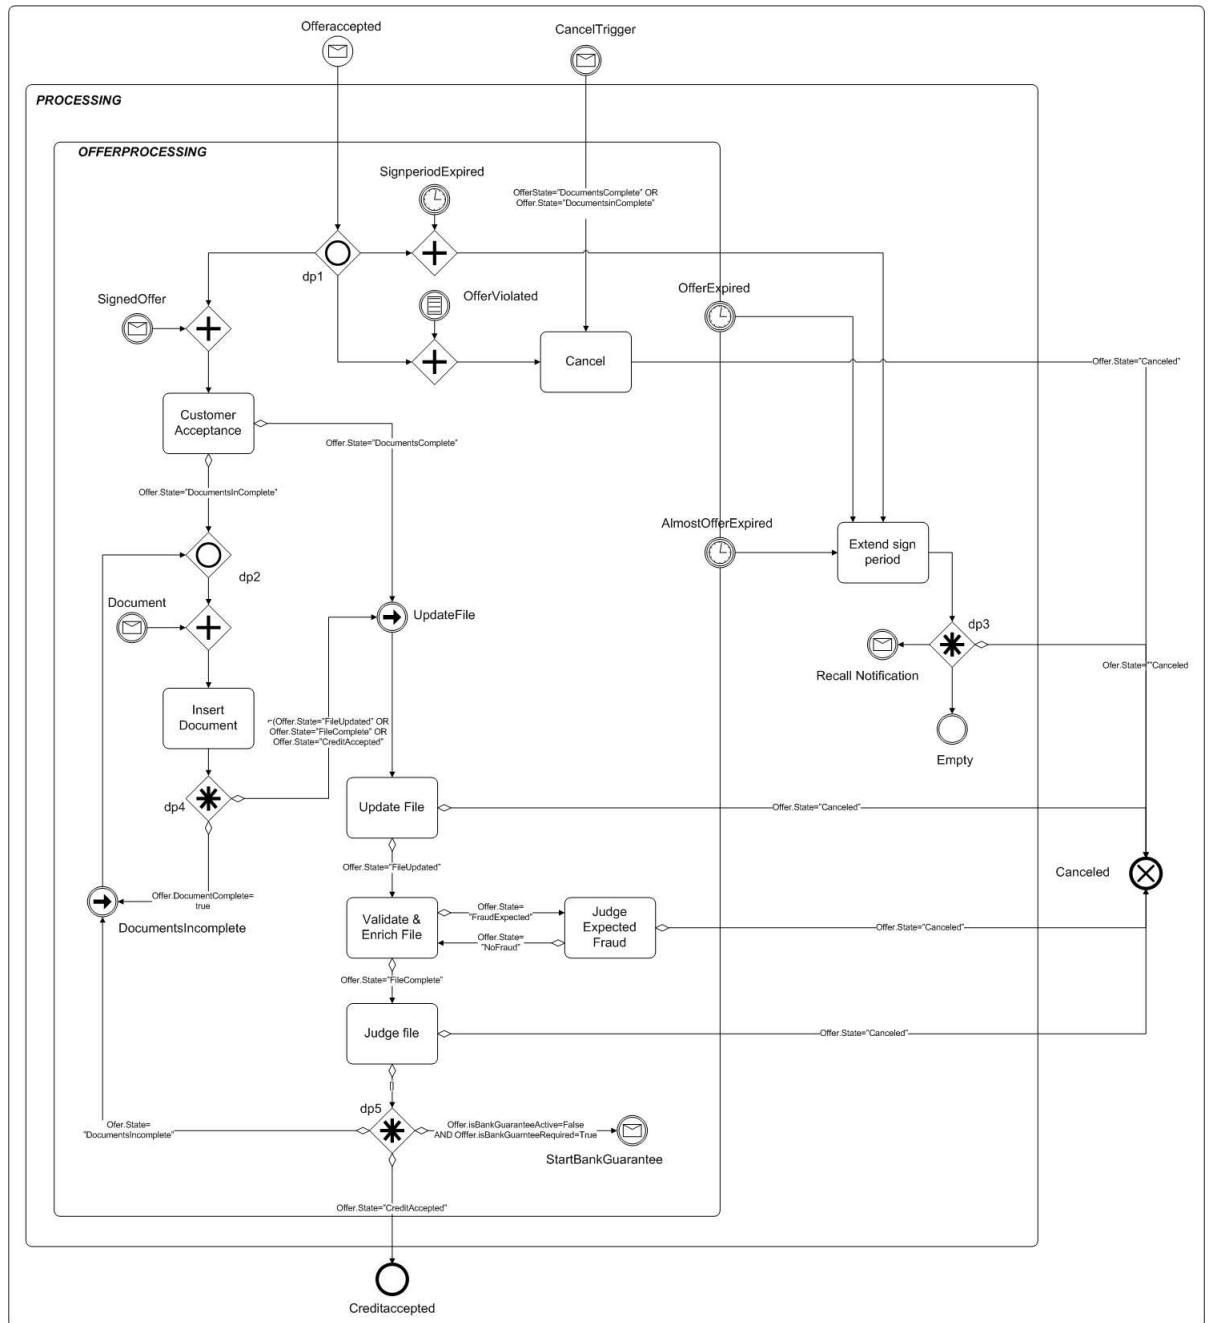 Offeraccepted
CancelTrigger
PROCESSING
OFFERPROCESSING
SignperiodExpired
OfferState="DocumentsComplete" OR
Offer.State="DocumentsinComplete"
dp1
SignedOffer
OfferViolated
OfferExpired
Cancel
Offer.State="Canceled"
Customer
Acceptance
Offer.State="DocumentsComplete"
Offer.State="DocumentsInComplete"
AlmostOfferExpired
Extend sign
period
dp2
Document
UpdateFile
dp3
Recall Notification
Ofer.State=""Canceled
Insert
Document
⌐(Offer.State="FileUpdated" OR
Offer.State="FileComplete" OR
Offer.State="CreditAccepted"
Empty
dp4
Update File
Offer.State="Canceled"
Offer.State="FileUpdated"
Canceled
Offer.DocumentComplete=
true
DocumentsIncomplete
Validate &
Enrich File
Offer.State=
"FraudExpected"
Offer.State=
"NoFraud"
Judge
Expected
Fraud
Offer.State="Canceled"
Offer.State="FileComplete"
Judge file
Offer.State="Canceled"
[]
dp5
Ofer.State=
"DocumentsIncomplete"
Offer.isBankGuaranteeActive=False
AND Offfer.isBankGuamteeRequired=True
StartBankGuarantee
Offer.State="CreditAccepted"
Creditaccepted